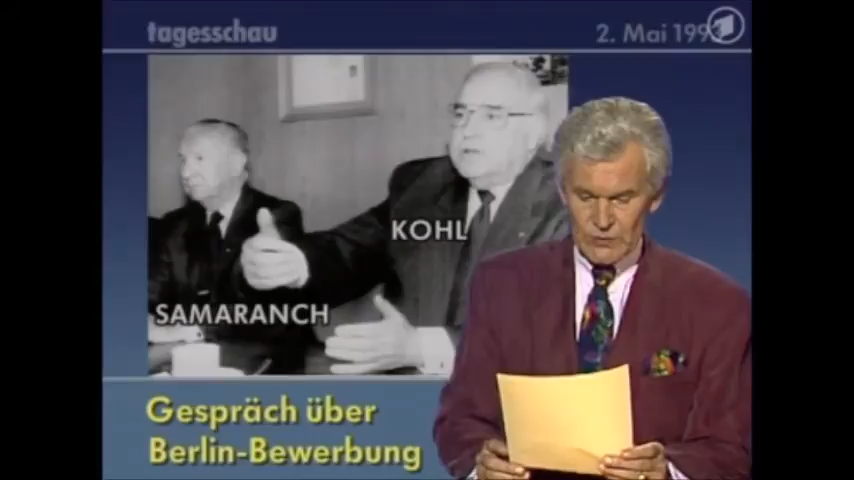 tagesschau
2. Mai 199
KOHL
SAMARANCH
Gespräch über
Berlin-Bewerbung